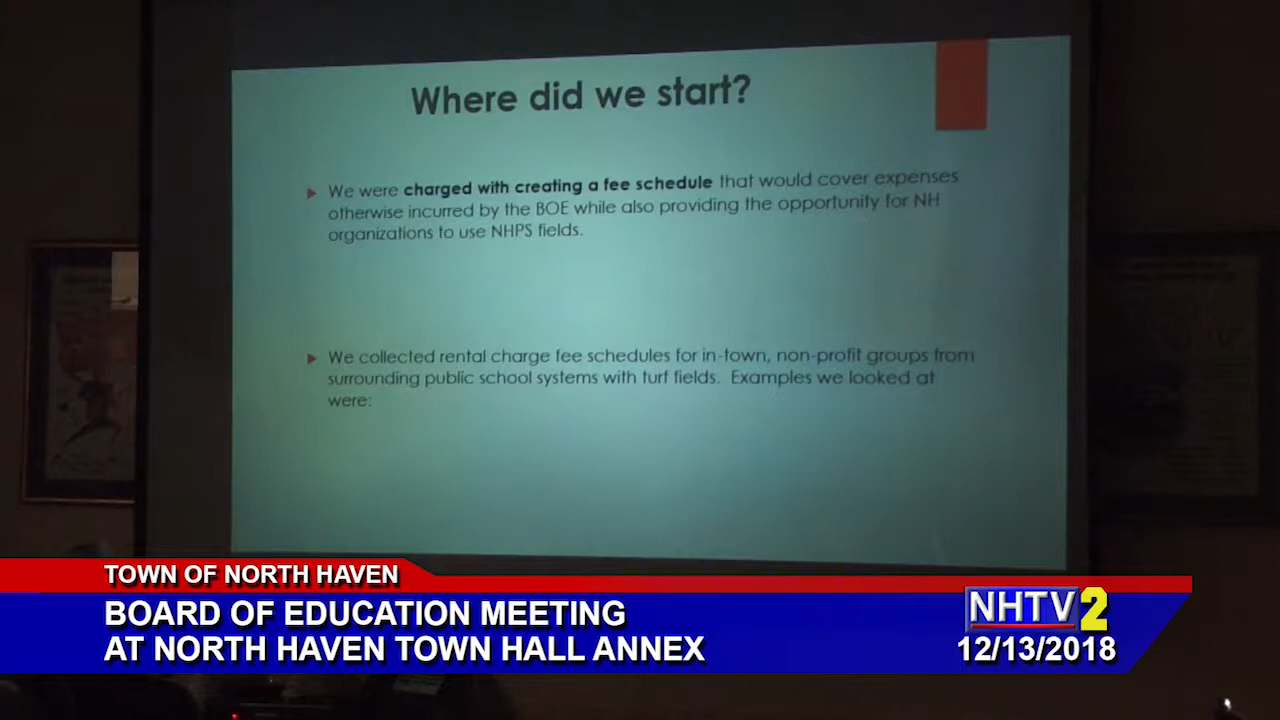 Where did we start?
We were charged with creating a fee schedule that would cover expenses
otherwise incurred by the BOE while also providing the opportunity for NH
organizations to use NHPS fields.
We collected rental charge fee schedules for in-town, non-profit groups from
surrounding public school systems with turf fields. Examples we looked at
were:
TOWN OF NORTH HAVEN
BOARD OF EDUCATION MEETING
AT NORTH HAVEN TOWN HALL ANNEX
NHTV2
12/13/2018